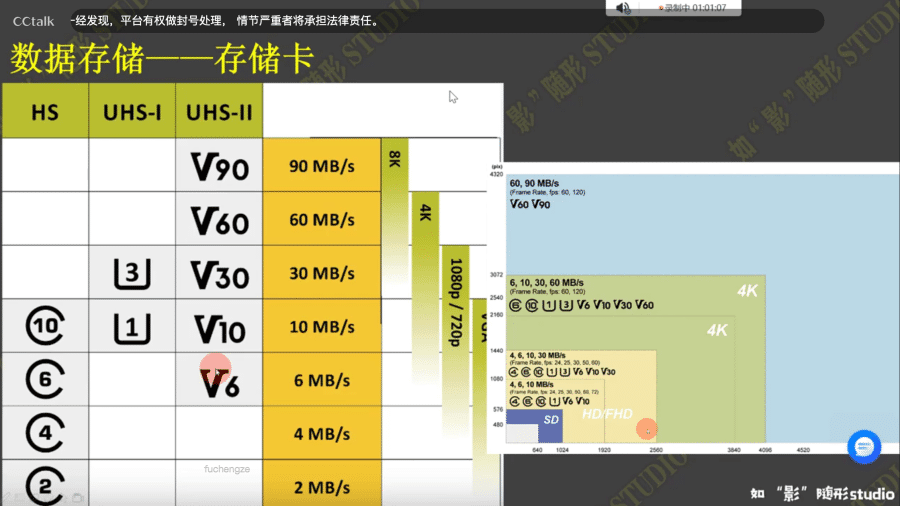 CCtalk 一经发现，平台有权做封号处理， 情节严重者将承担法律责任。
录制中 01:01:07
数据存储——存储卡
HS UHS-I UHS-II
V90 90 MB/s
V60 60 MB/s
3 V30 30 MB/s
10 1 V10 10 MB/s
6 V6 6 MB/s
4 4 MB/s
2 2 MB/s
8K
4K
1080p / 720p
VGA
(pix)
4320
3072
2540
2160
1440
1080
576
480
60, 90 MB/s
(Frame Rate, fps: 60, 120)
V60 V90
6, 10, 30, 60 MB/s
(Frame Rate, fps: 60, 120)
6 10 1 3 V6 V10 V30 V60
4K
4K
4, 6, 10, 30 MB/s
(Frame Rate, fps: 24, 25, 30, 50, 60)
4 6 10 1 3 V6 V10 V30
4, 6, 10 MB/s
(Frame Rate, fps: 24, 25, 30, 50, 60, 72)
4 6 10 1 V6 V10
HD/FHD
SD
640 1024 1920 2560 3840 4096 4520
fuchengze
如“影”随形studio
如“影”随形 STUDIO